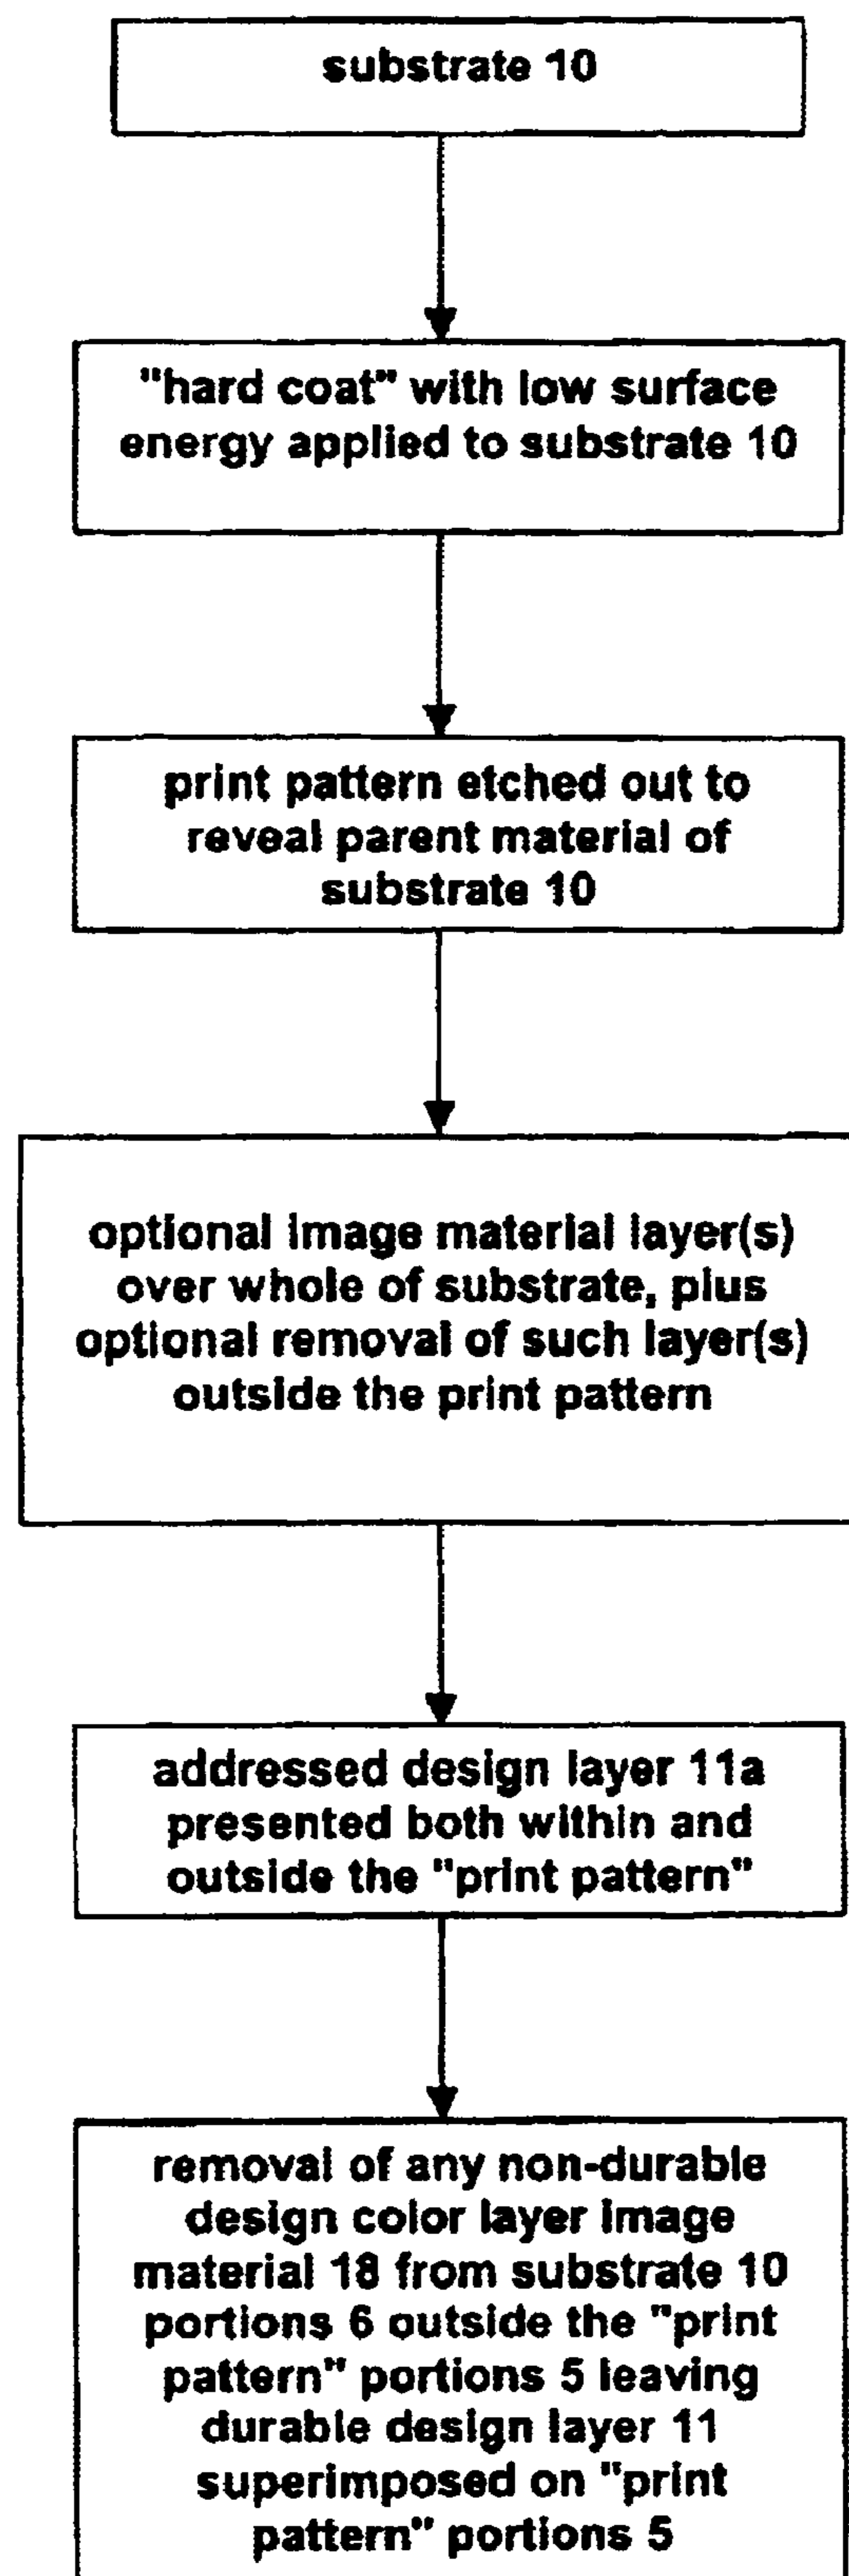 substrate 10
"hard coat" with low surface
energy applied to substrate 10
print pattern etched out to
reveal parent material of
substrate 10
optional image material layer(s)
over whole of substrate, plus
optional removal of such layer(s)
outside the print pattern
addressed design layer 11a
presented both within and
outside the "print pattern"
removal of any non-durable
design color layer image
material 18 from substrate 10
portions 6 outside the "print
pattern" portions 5 leaving
durable design layer 11
superimposed on "print
pattern" portions 5